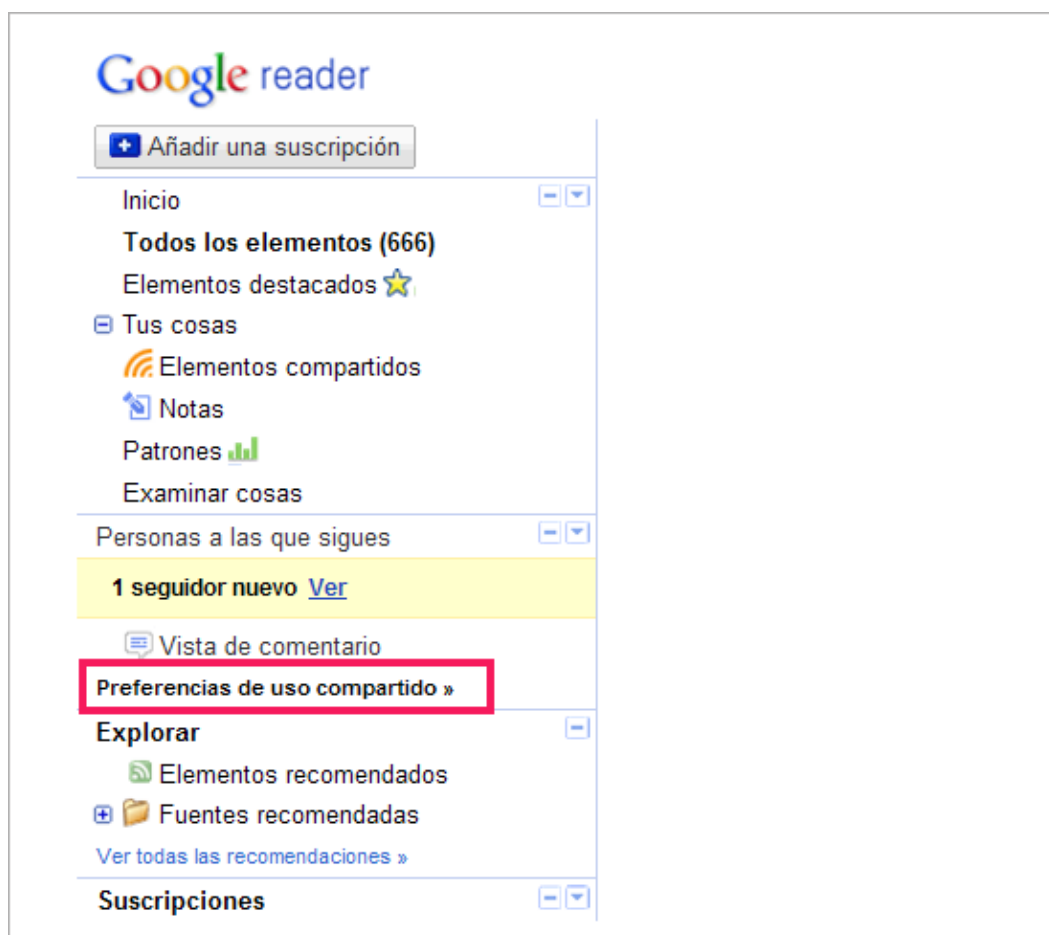 Google reader
Añadir una suscripción
Inicio
Todos los elementos (666)
Elementos destacados
Tus cosas
Elementos compartidos
Notas
Patrones
Examinar cosas
Personas a las que sigues
1 seguidor nuevo Ver
Vista de comentario
Preferencias de uso compartido »
Explorar
Elementos recomendados
Fuentes recomendadas
Ver todas las recomendaciones »
Suscripciones